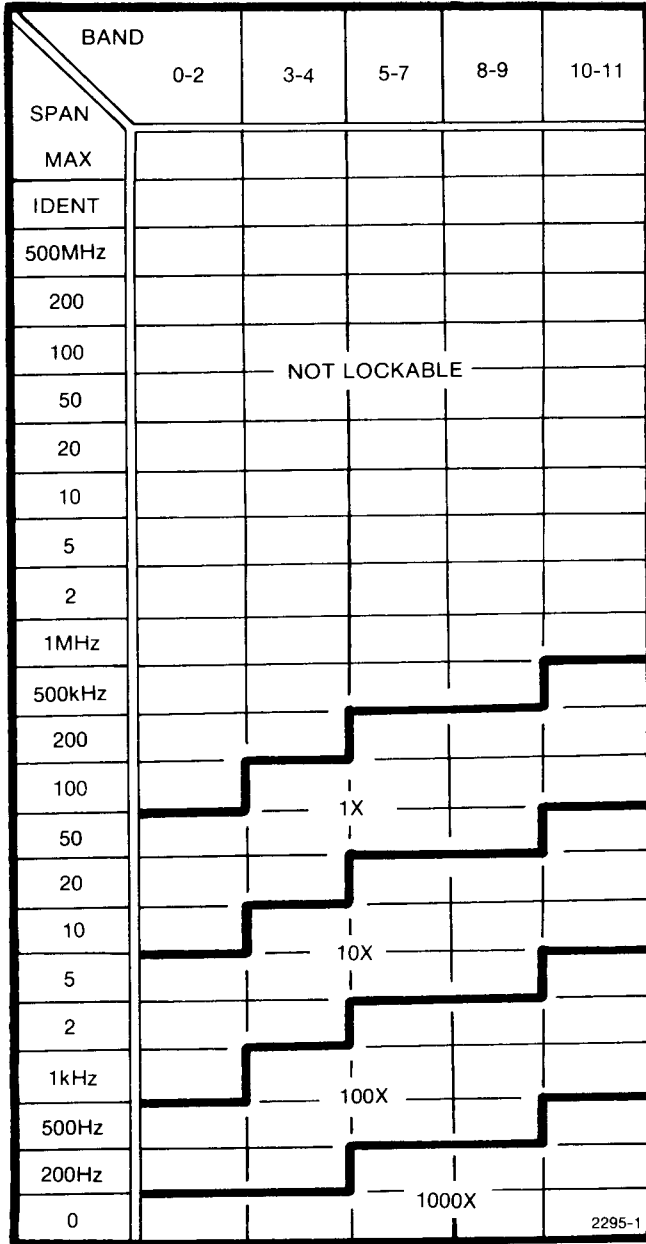 BAND
0-2 3-4 5-7 8-9 10-11
SPAN
MAX
IDENT
500MHz
200
100
NOT LOCKABLE
50
20
10
5
2
1MHz
500kHz
200
100
1X
50
20
10
10X
5
2
1kHz
100X
500Hz
200Hz
1000X
0
2295-1